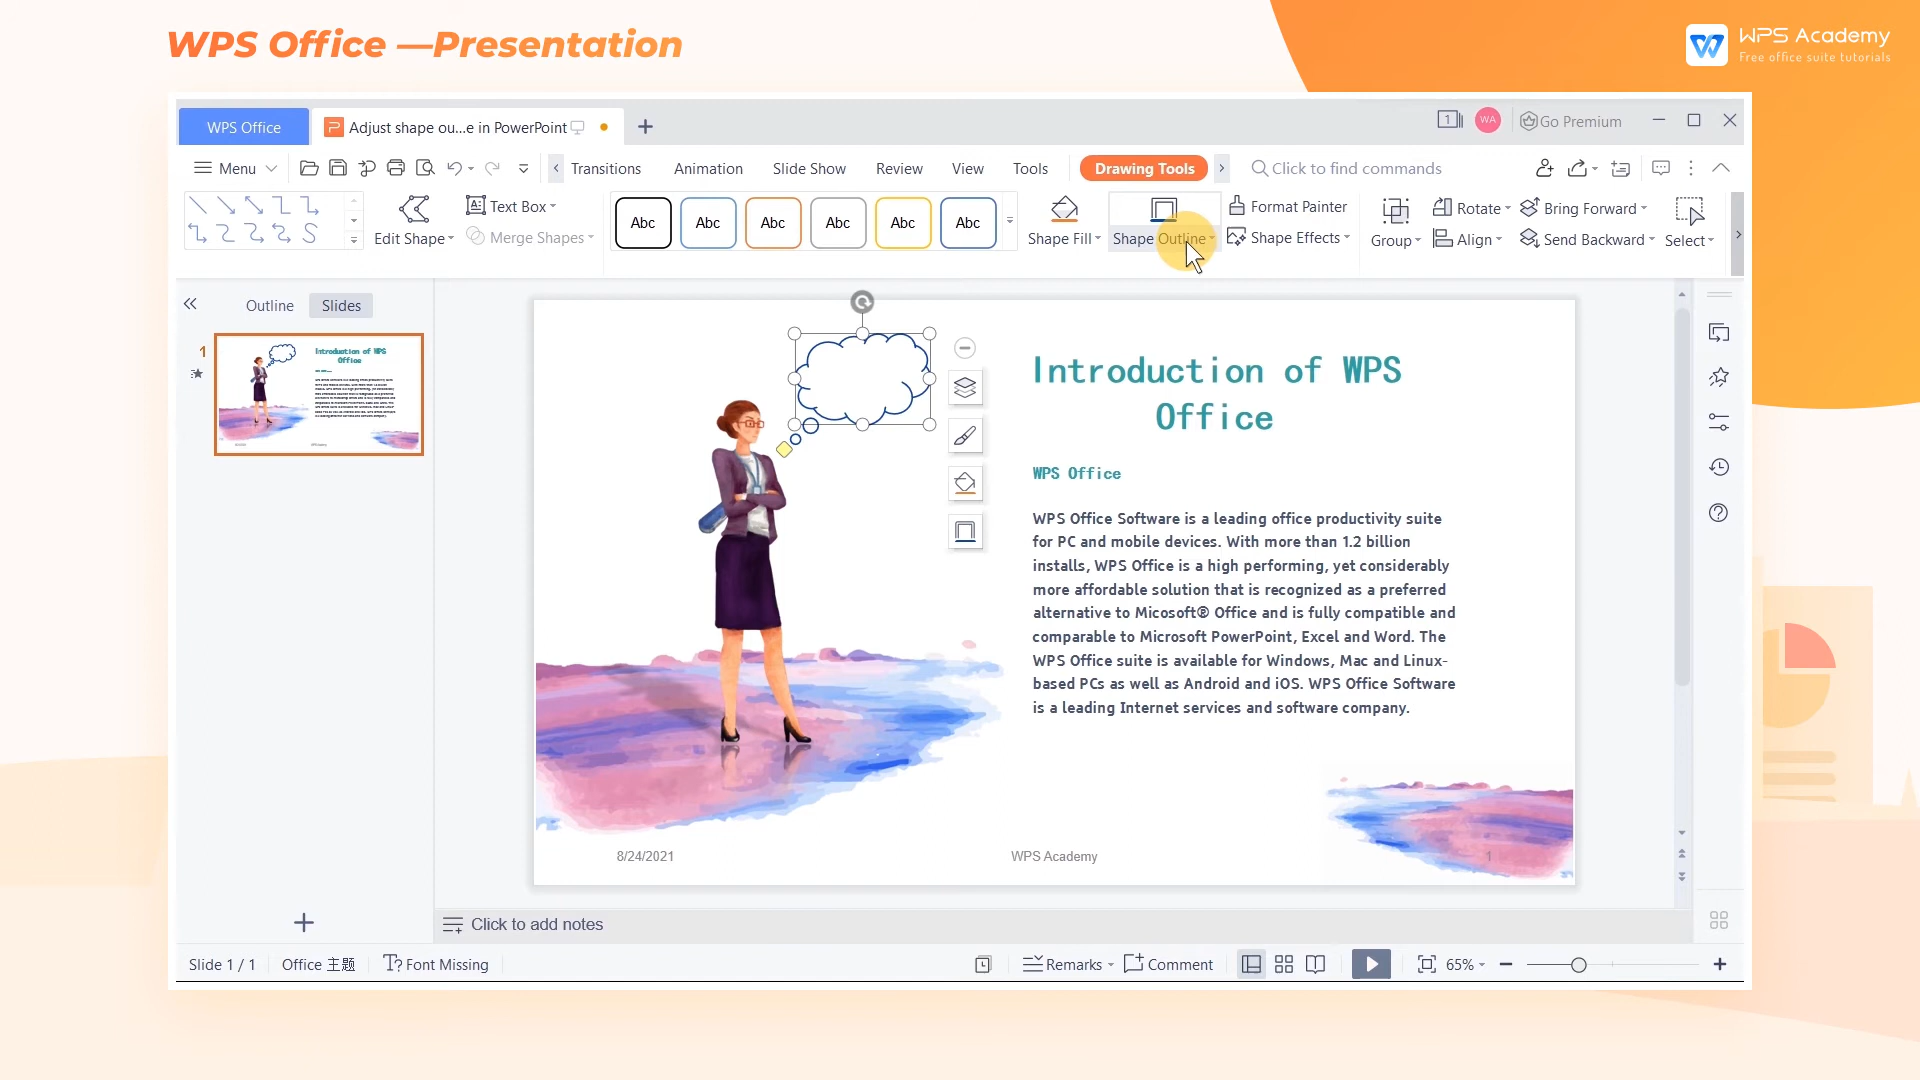 WPS Office —Presentation
WPS Academy
Free office suite tutorials
WPS Office
Adjust shape ou...e in PowerPoint
1
WA
Go Premium
Menu
Transitions
Animation
Slide Show
Review
View
Tools
Drawing Tools
Click to find commands
Edit Shape
Text Box
Merge Shapes
Abc
Abc
Abc
Abc
Abc
Abc
Shape Fill
Shape Outline
Format Painter
Shape Effects
Group
Rotate
Align
Bring Forward
Send Backward
Select
Outline
Slides
1
Introduction of WPS
Office
Introduction of WPS
Office
WPS Office
WPS Office Software is a leading office productivity suite
for PC and mobile devices. With more than 1.2 billion
installs, WPS Office is a high performing, yet considerably
more affordable solution that is recognized as a preferred
alternative to Micosoft® Office and is fully compatible and
comparable to Microsoft PowerPoint, Excel and Word. The
WPS Office suite is available for Windows, Mac and Linux-
based PCs as well as Android and iOS. WPS Office Software
is a leading Internet services and software company.
8/24/2021
WPS Academy
1
Click to add notes
Slide 1 / 1
Office 主题
Font Missing
Remarks
Comment
65%